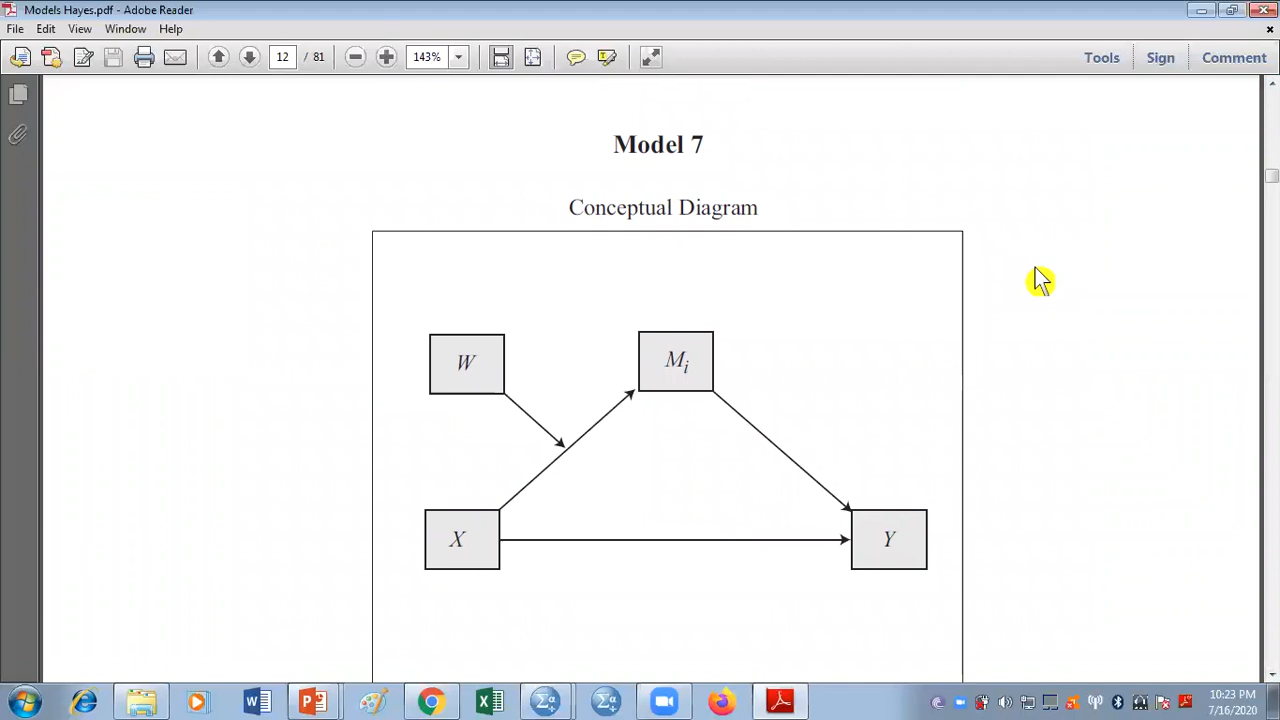 Models Hayes.pdf - Adobe Reader
File Edit View Window Help
12 / 81 143% Tools Sign Comment
Model 7
Conceptual Diagram
W
Mi
X
Y
10:23 PM
7/16/2020